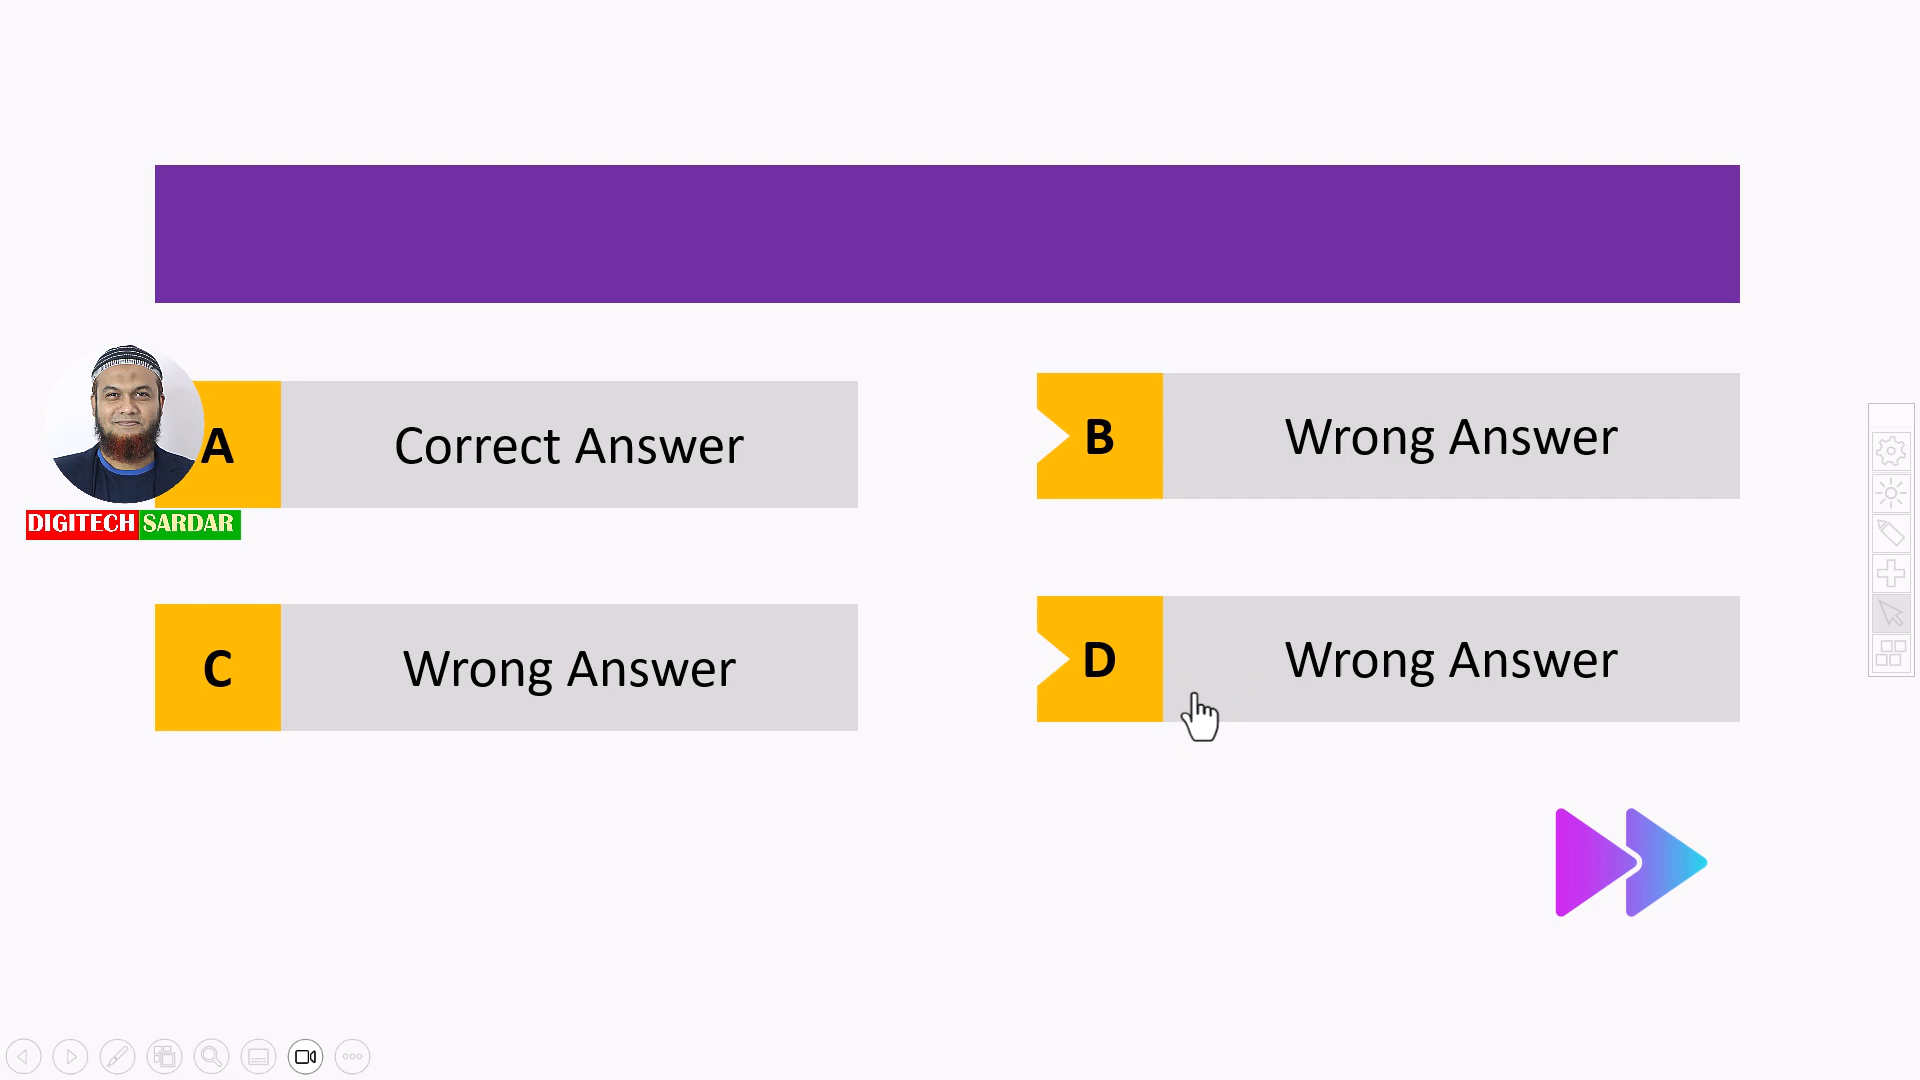 A Correct Answer
B Wrong Answer
DIGITECH SARDAR
C Wrong Answer
D Wrong Answer